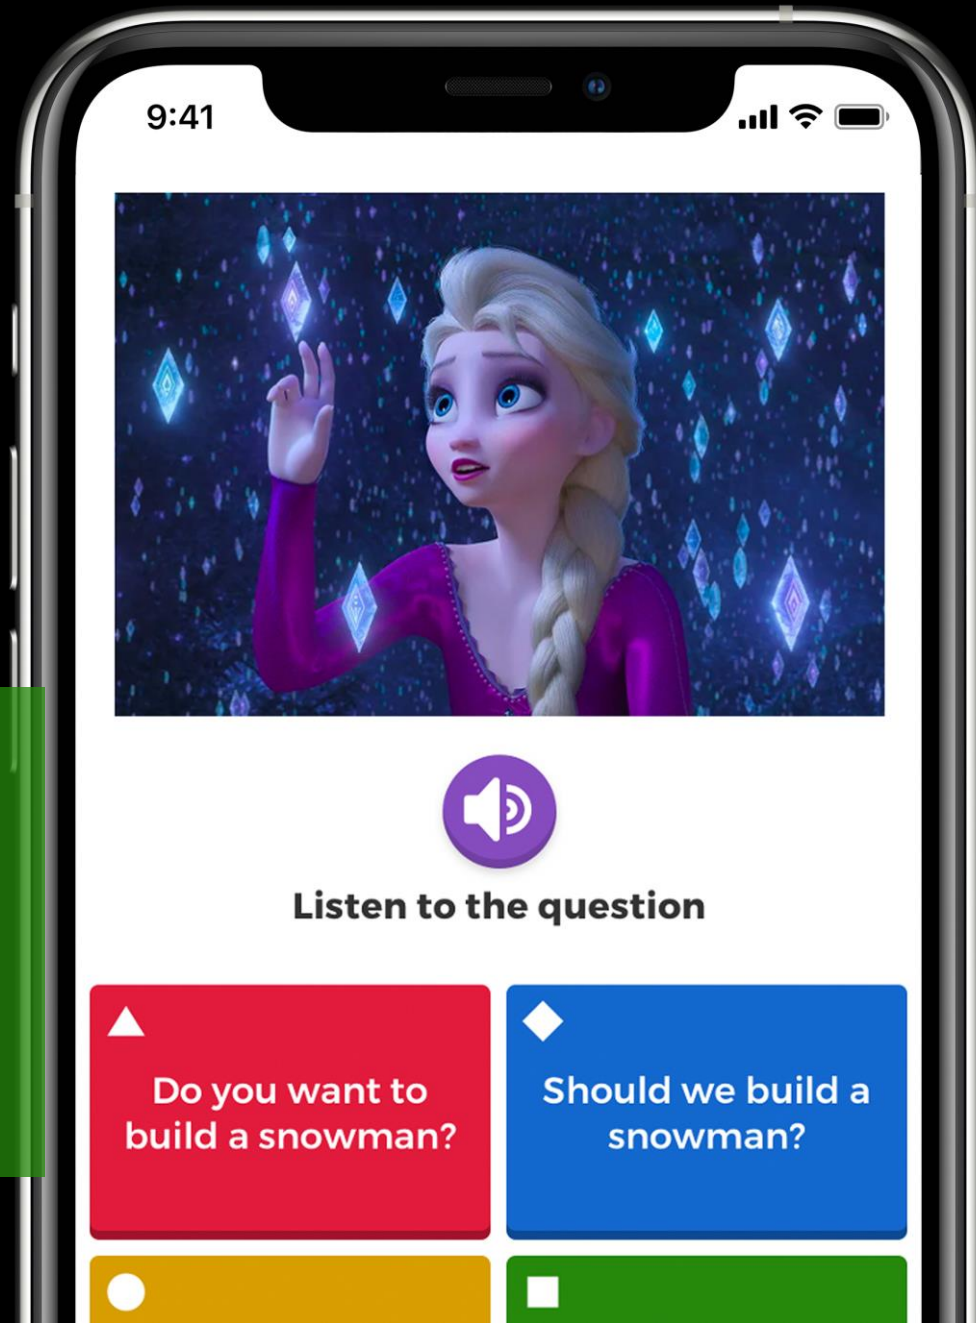 9:41
Listen to the question
Do you want to
build a snowman?
Should we build a
snowman?